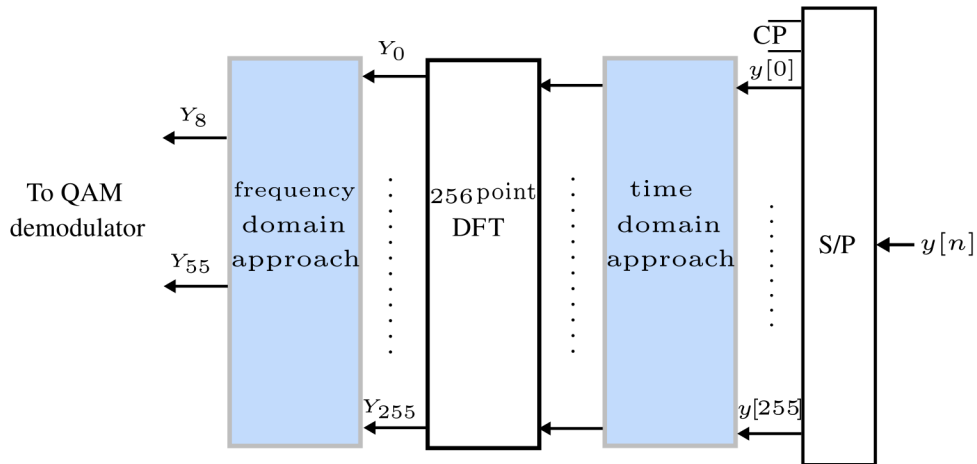 CP
Y₀
y[0]
Y₈
To QAM
demodulator
frequency
domain
approach
256 point
DFT
time
domain
approach
S/P
y[n]
Y₅₅
Y₂₅₅
y[255]